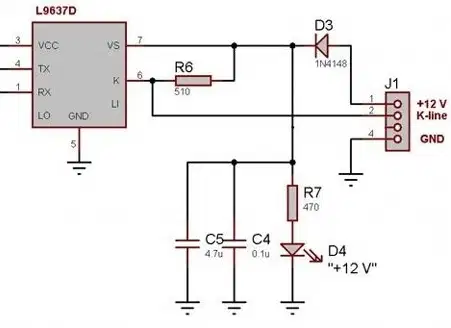 L9637D
D3
3 VCC VS 7
1N4148
4 TX
R6
J1
K 6
510
1 RX
1 +12 V
LI
2 K-line
LO GND
4 GND
5
R7
470
C5 C4
4.7u 0.1u
D4
"+12 V"